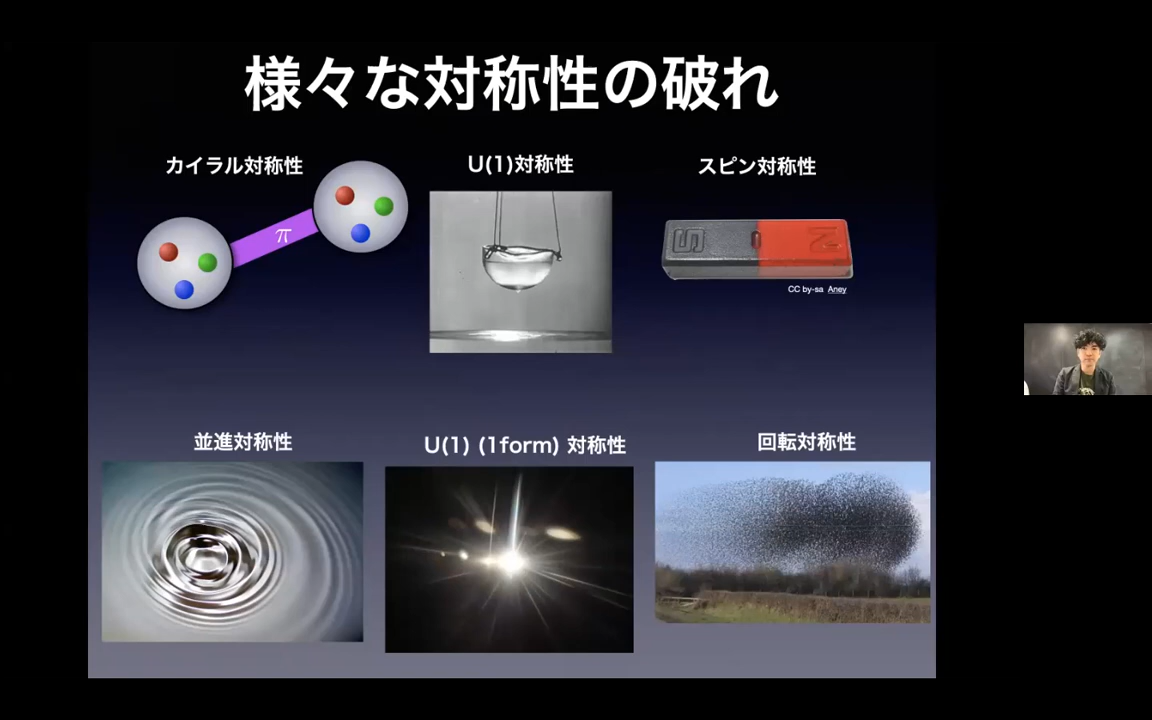 様々な対称性の破れ
カイラル対称性
U(1)対称性
スピン対称性
π
S
N
CC by-sa Aney
並進対称性
U(1) (1form) 対称性
回転対称性